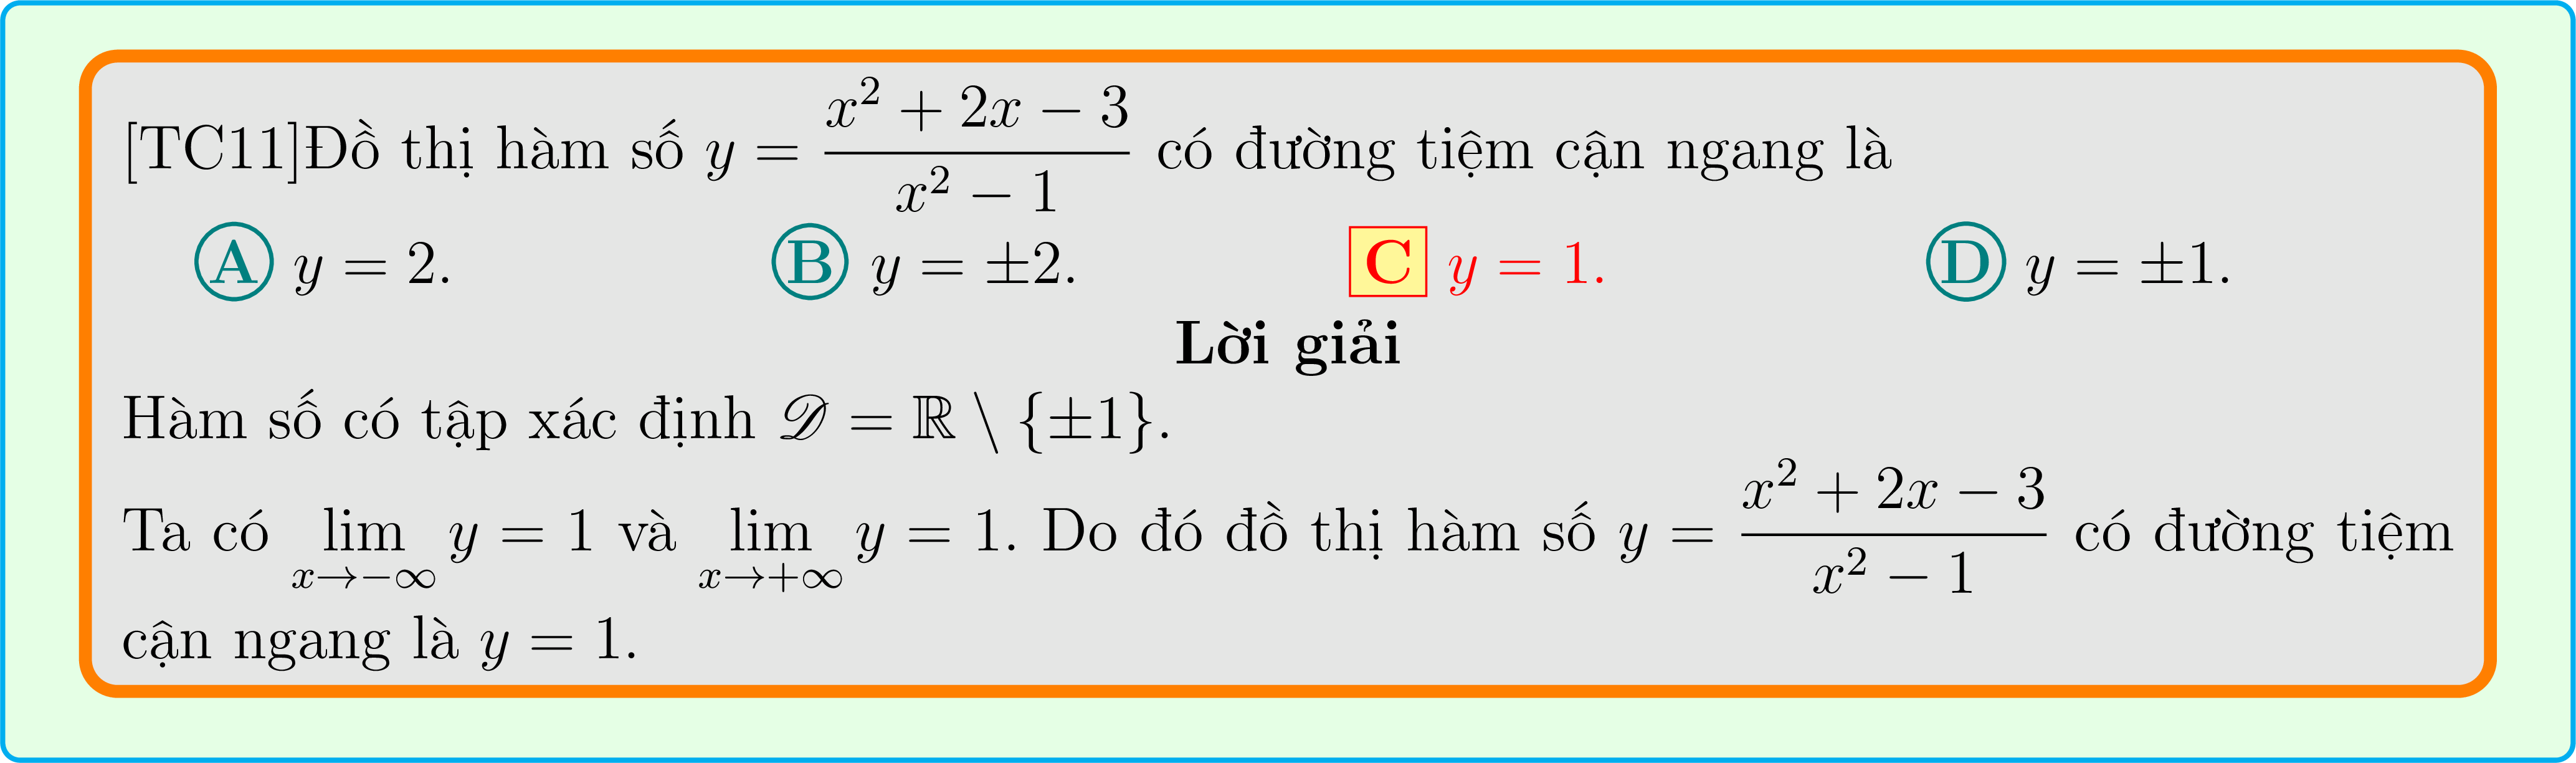 [TC11]Đồ thị hàm số $y = \dfrac{x^2 + 2x - 3}{x^2 - 1}$ có đường tiệm cận ngang là
A $y = 2$. B $y = \pm 2$. C $y = 1$. D $y = \pm 1$.
Lời giải
Hàm số có tập xác định $\mathscr{D} = \mathbb{R} \setminus \{\pm 1\}$.
Ta có $\lim\limits_{x \to -\infty} y = 1$ và $\lim\limits_{x \to +\infty} y = 1$. Do đó đồ thị hàm số $y = \dfrac{x^2 + 2x - 3}{x^2 - 1}$ có đường tiệm
cận ngang là $y = 1$.